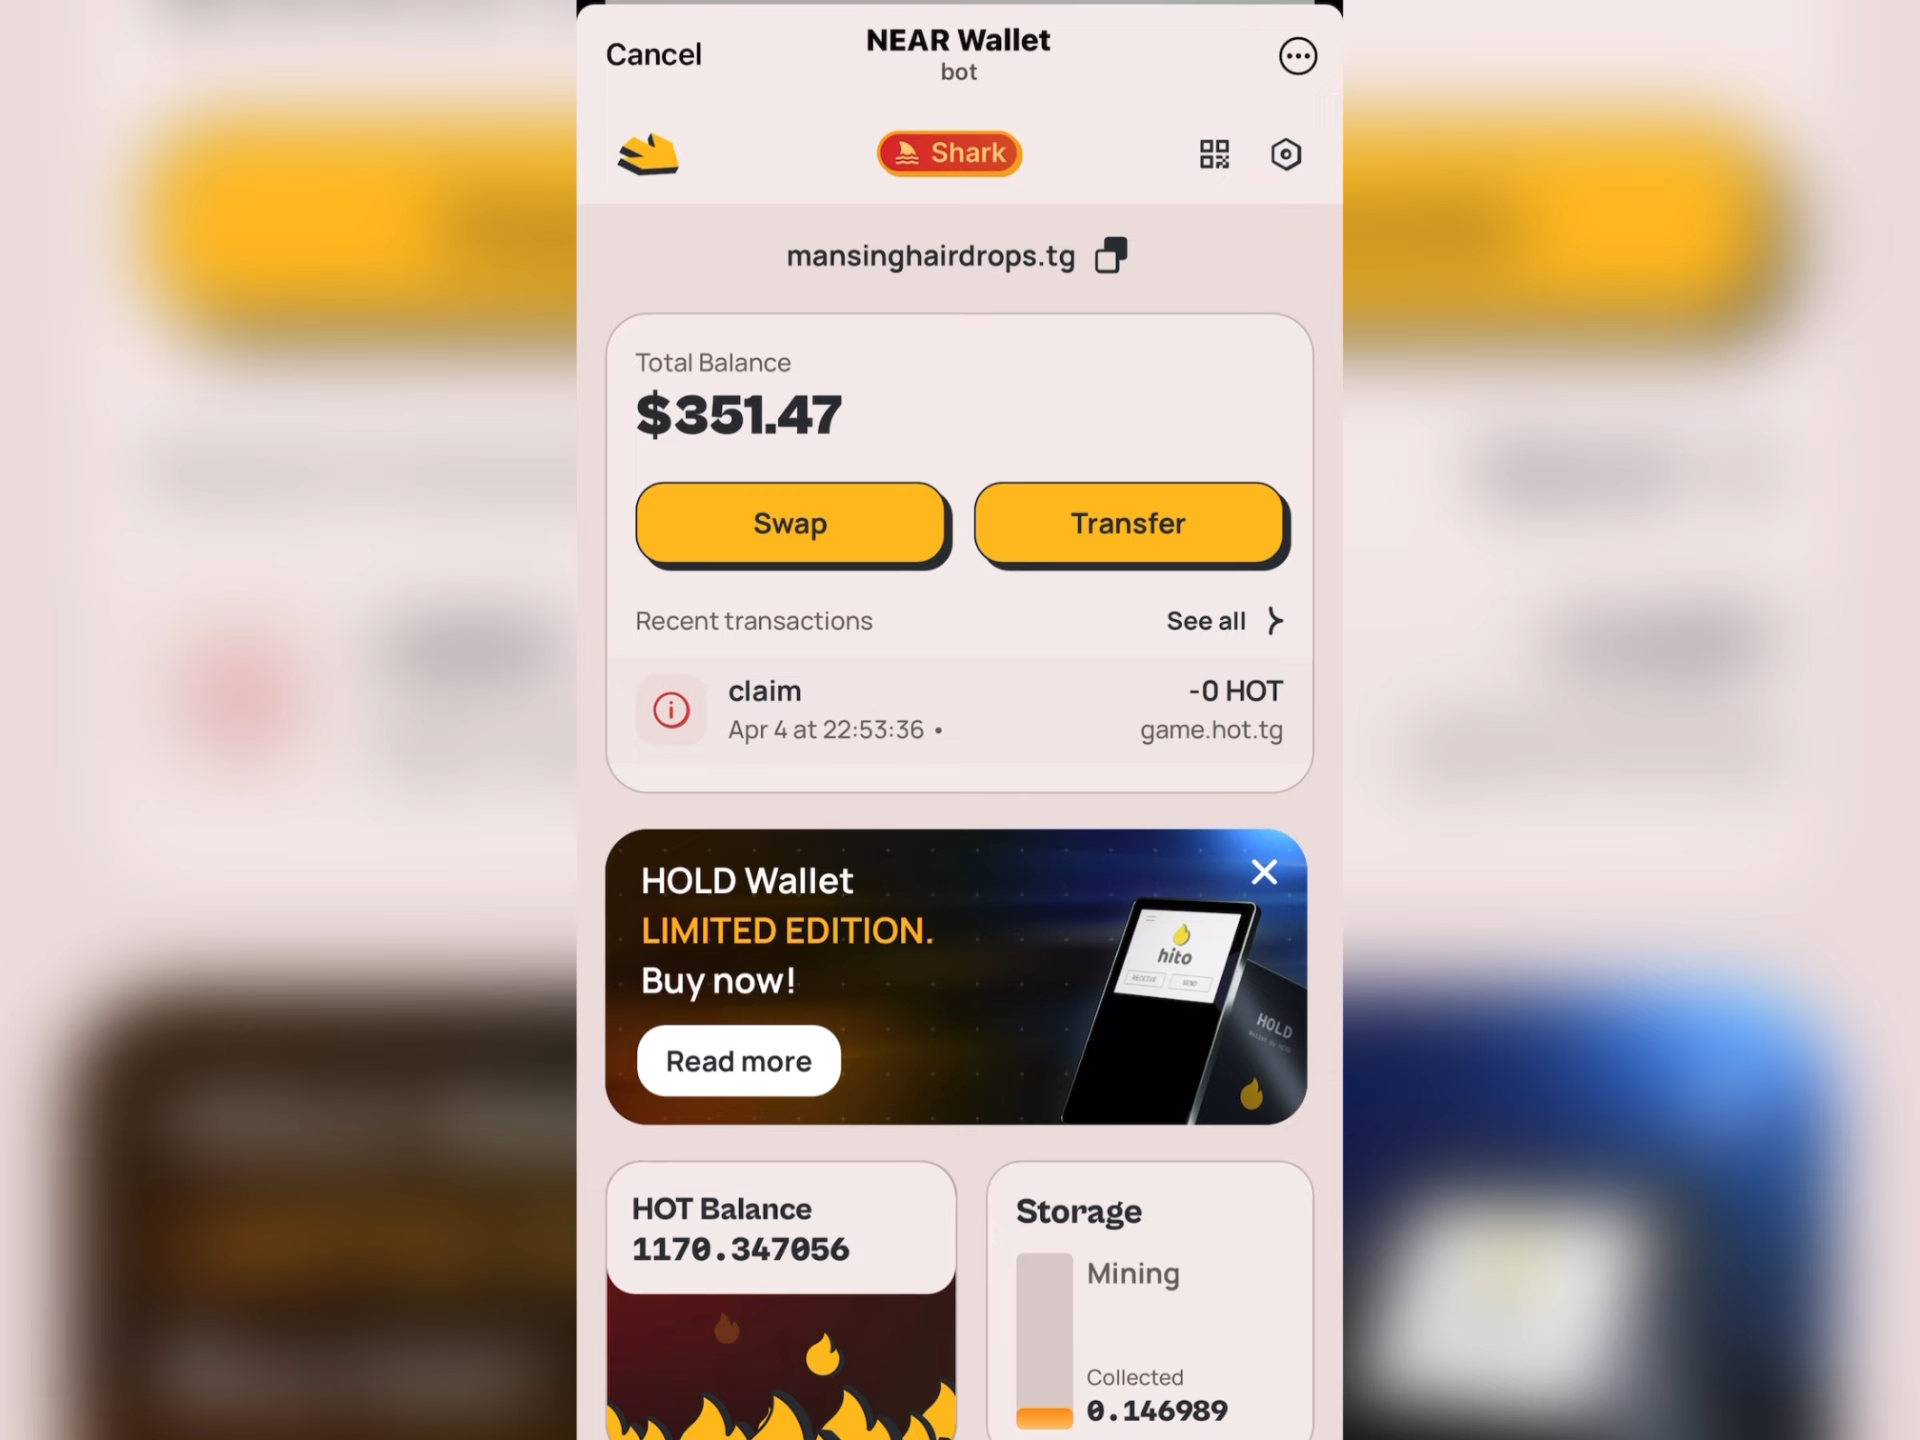 Cancel
NEAR Wallet
bot
Shark
mansinghairdrops.tg
Total Balance
$351.47
Swap
Transfer
Recent transactions
See all
claim
-0 HOT
Apr 4 at 22:53:36 •
game.hot.tg
HOLD Wallet
LIMITED EDITION.
Buy now!
Read more
hito
RECEIVE
SEND
HOLD
HOT Balance
1170.347056
Storage
Mining
Collected
0.146989